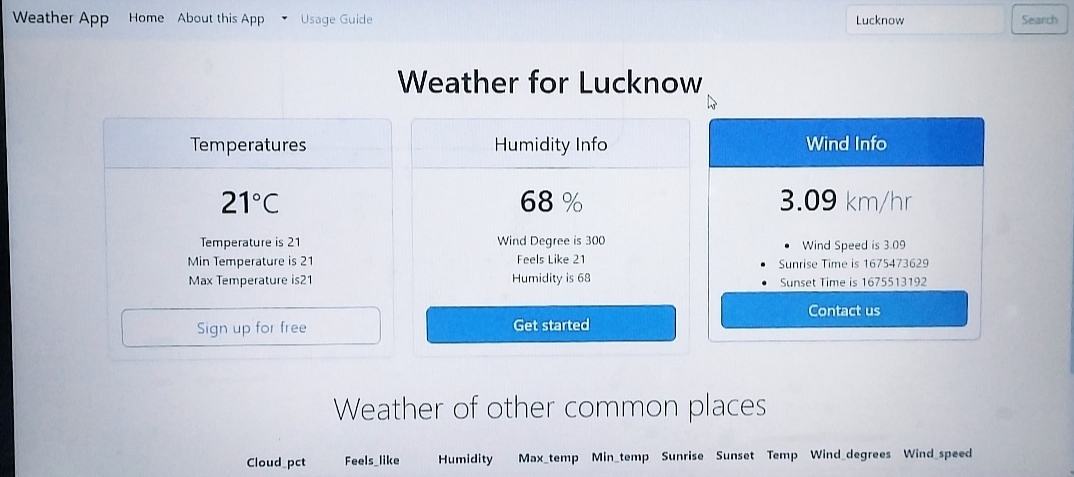 Weather App Home About this App Usage Guide Lucknow Search
Weather for Lucknow
Temperatures
21°C
Temperature is 21
Min Temperature is 21
Max Temperature is21
Sign up for free
Humidity Info
68 %
Wind Degree is 300
Feels Like 21
Humidity is 68
Get started
Wind Info
3.09 km/hr
• Wind Speed is 3.09
• Sunrise Time is 1675473629
• Sunset Time is 1675513192
Contact us
Weather of other common places
Cloud_pct Feels_like Humidity Max_temp Min_temp Sunrise Sunset Temp Wind_degrees Wind_speed